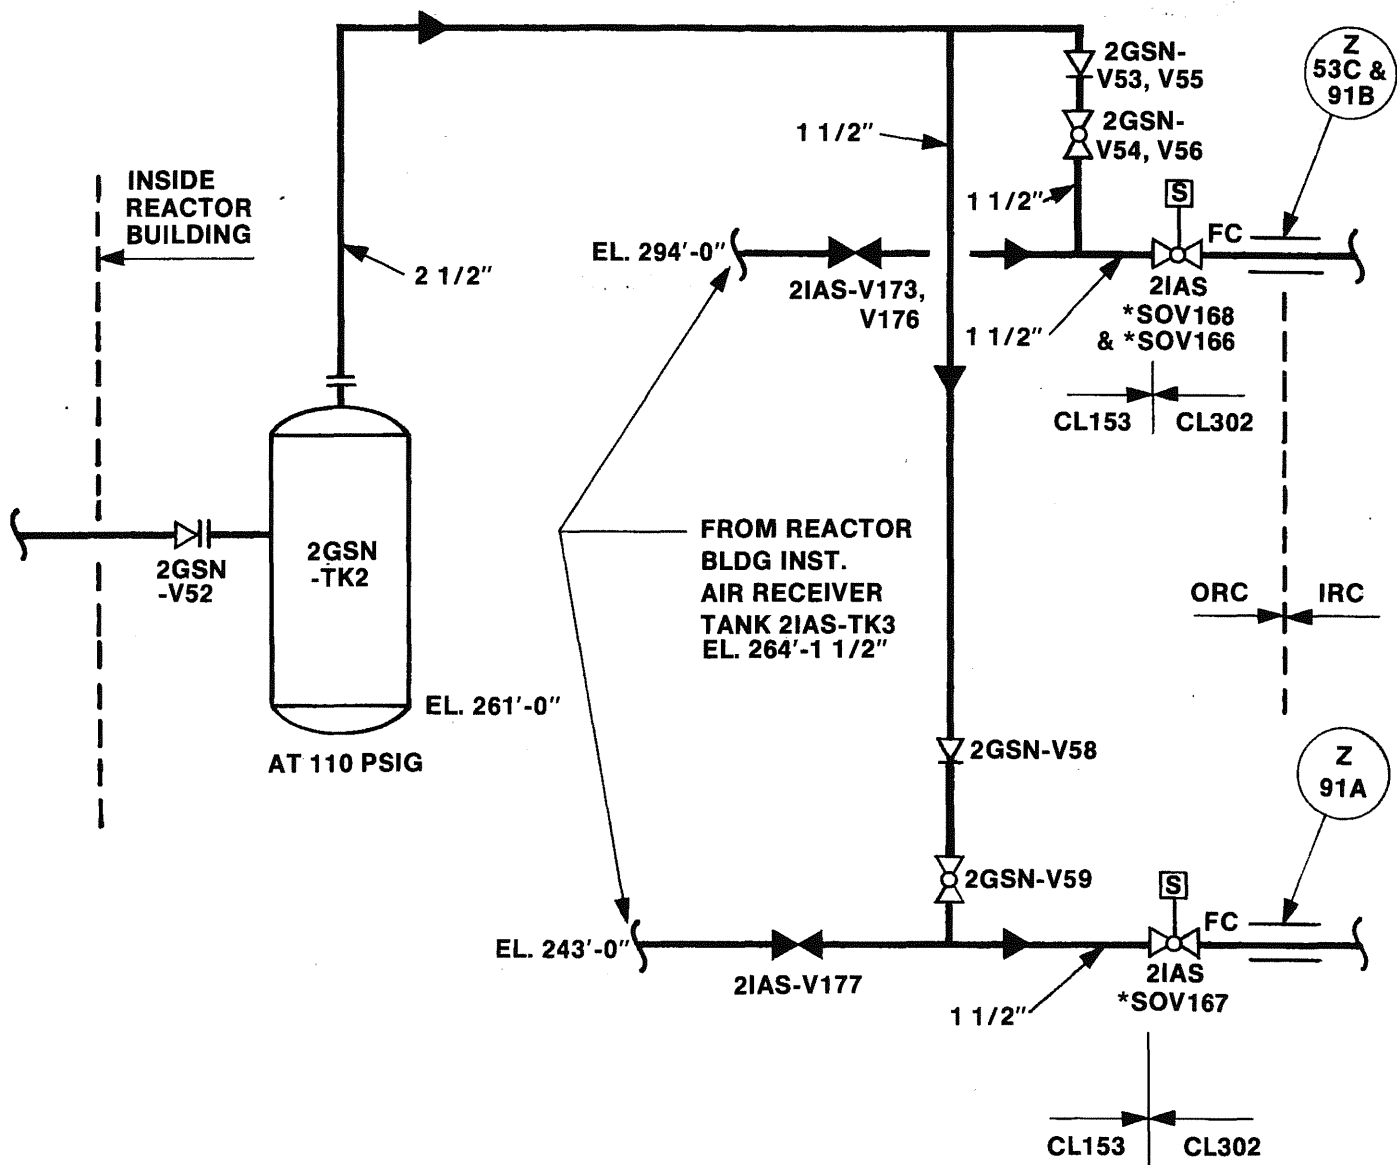 2GSN-
V53, V55
Z
53C &
91B
1 1/2"
2GSN-
V54, V56
INSIDE
REACTOR
BUILDING
1 1/2"
S
FC
EL. 294'-0"
2 1/2"
2IAS-V173,
V176
2IAS
*SOV168
& *SOV166
1 1/2"
CL153
CL302
FROM REACTOR
BLDG INST.
AIR RECEIVER
TANK 2IAS-TK3
EL. 264'-1 1/2"
2GSN
-TK2
2GSN
-V52
ORC
IRC
EL. 261'-0"
AT 110 PSIG
2GSN-V58
Z
91A
2GSN-V59
S
FC
EL. 243'-0"
2IAS-V177
2IAS
*SOV167
1 1/2"
CL153
CL302